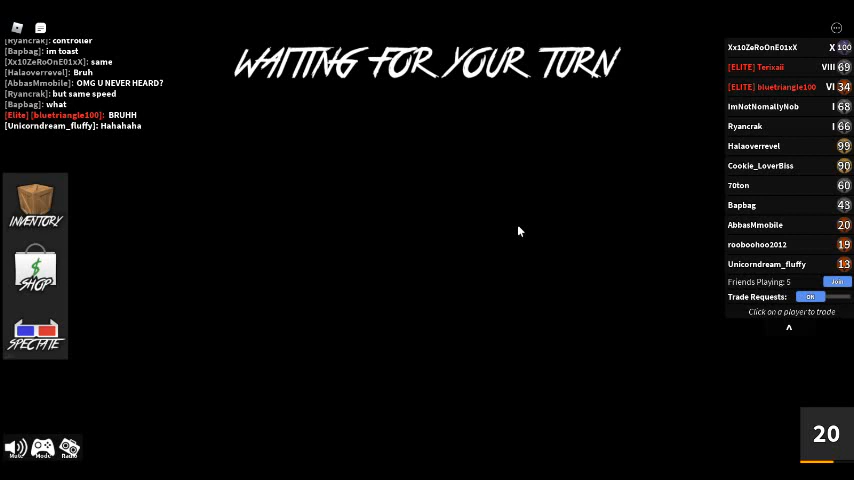 [Ryancrak]: controller
[Bapbag]: im toast
[Xx10ZeRoOnE01xX]: same
[Halaoverrevel]: Bruh
[AbbasMmobile]: OMG U NEVER HEARD?
[Ryancrak]: but same speed
[Bapbag]: what
[Elite] [bluetriangle100]: BRUHH
[Unicorndream_fluffy]: Hahahaha
WAITING FOR YOUR TURN
Xx10ZeRoOnE01xX X 100
[ELITE] Terixaii VIII 69
[ELITE] bluetriangle100 VI 34
ImNotNomallyNob I 68
Ryancrak I 66
Halaoverrevel 99
Cookie_LoverBiss 90
70ton 60
Bapbag 43
AbbasMmobile 20
rooboohoo2012 19
Unicorndream_fluffy 13
Friends Playing: 5 Join
Trade Requests: ON
Click on a player to trade
^
INVENTORY
$
SHOP
SPECTATE
Mute Mode Radio
20